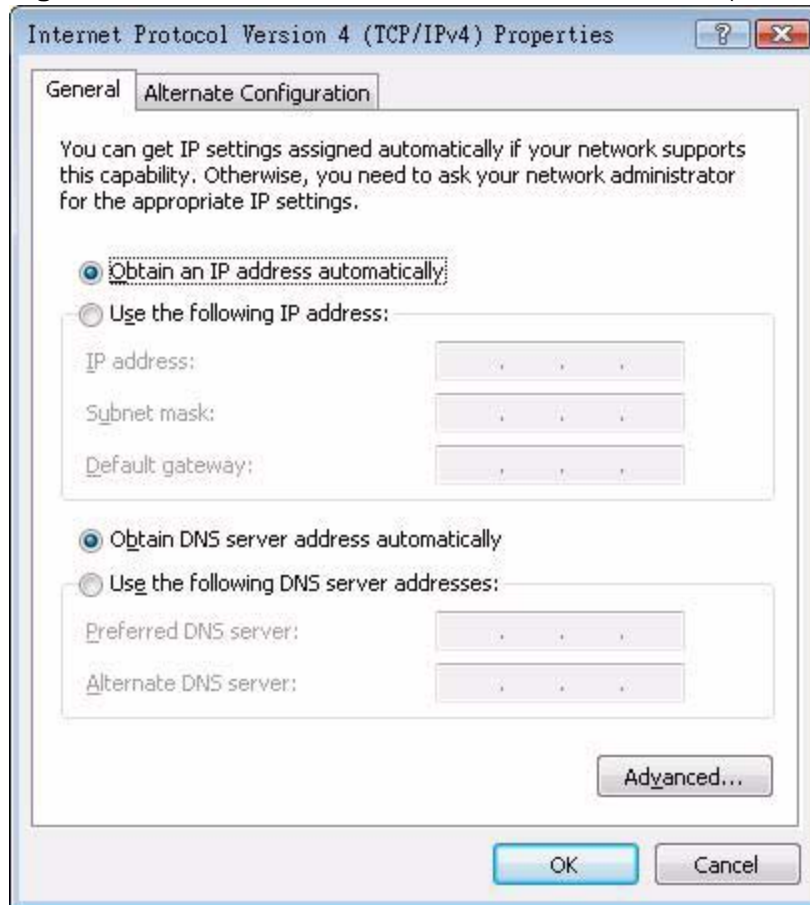 Internet Protocol Version 4 (TCP/IPv4) Properties
General
Alternate Configuration
You can get IP settings assigned automatically if your network supports
this capability. Otherwise, you need to ask your network administrator
for the appropriate IP settings.
Obtain an IP address automatically
Use the following IP address:
IP address:
Subnet mask:
Default gateway:
Obtain DNS server address automatically
Use the following DNS server addresses:
Preferred DNS server:
Alternate DNS server:
Advanced...
OK
Cancel